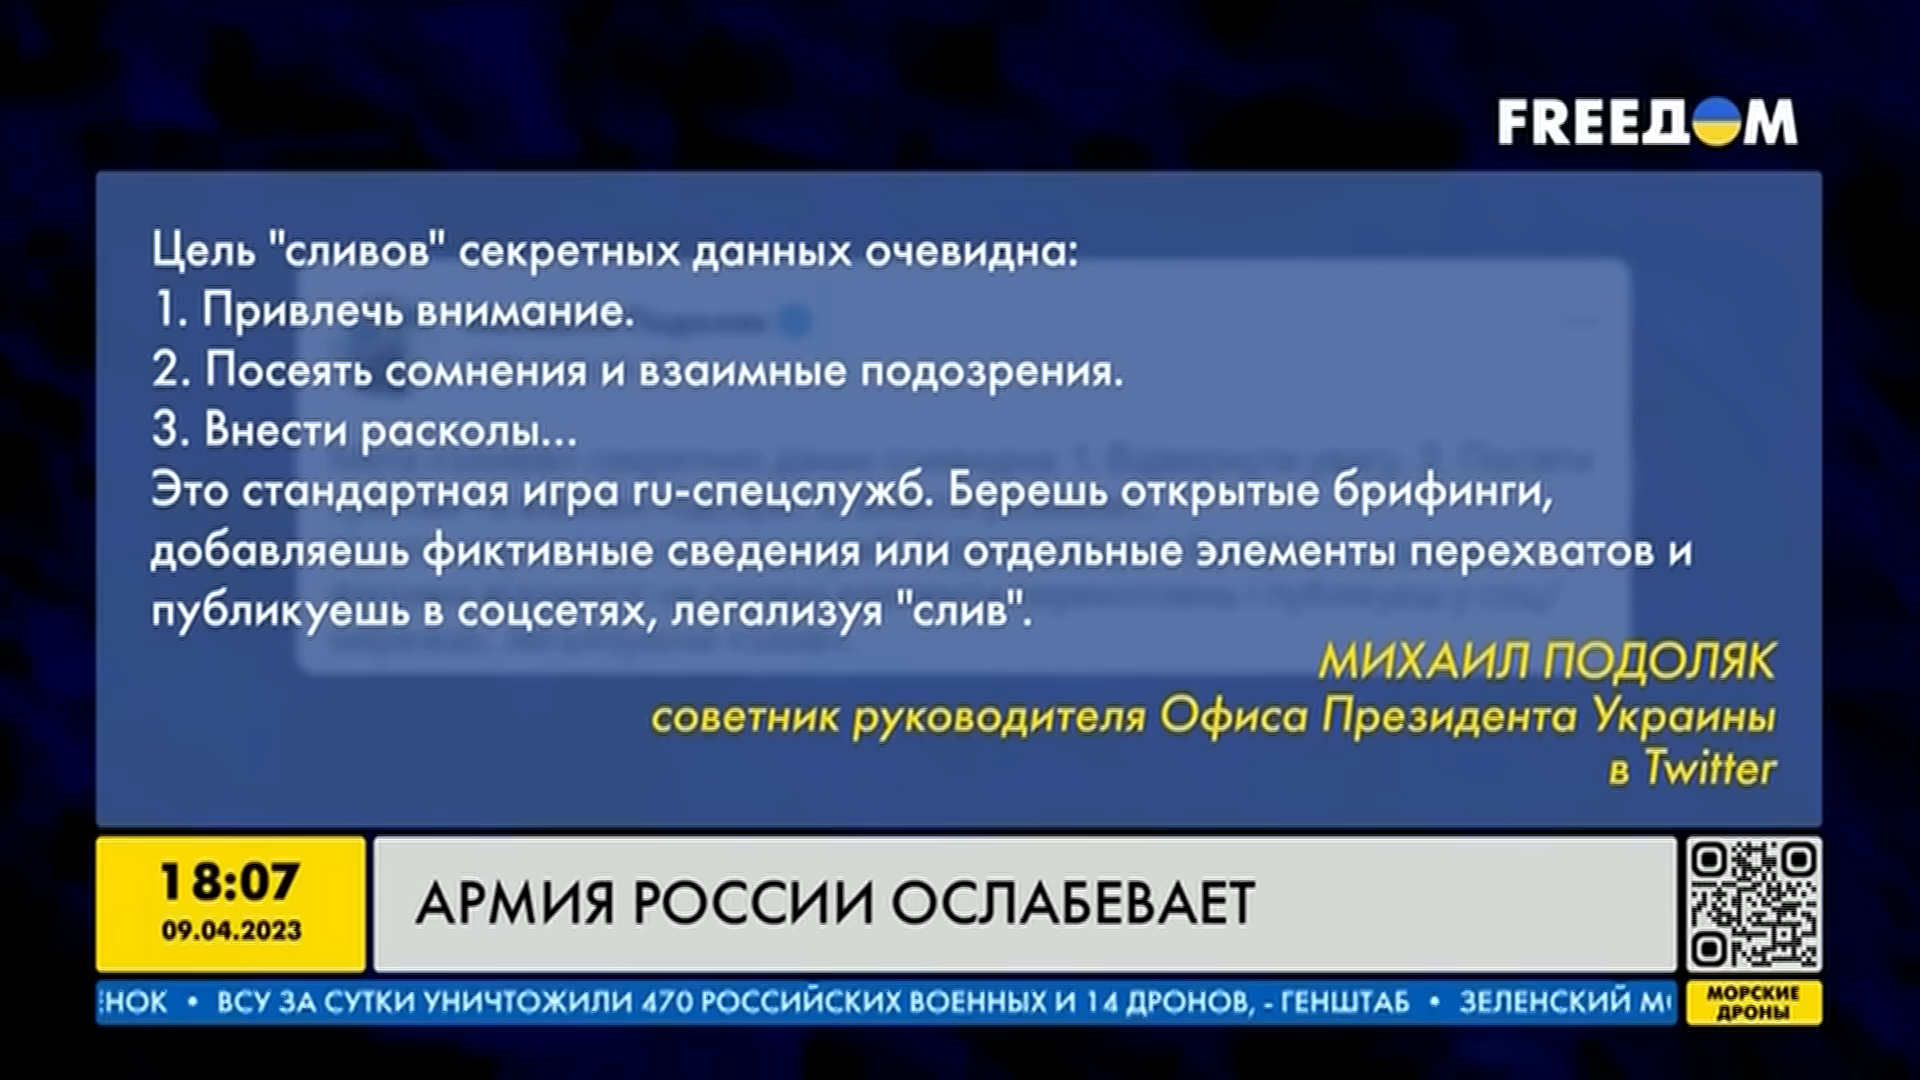 FREEДOM
Цель "сливов" секретных данных очевидна:
1. Привлечь внимание.
2. Посеять сомнения и взаимные подозрения.
3. Внести расколы...
Это стандартная игра ru-спецслужб. Берешь открытые брифинги,
добавляешь фиктивные сведения или отдельные элементы перехватов и
публикуешь в соцсетях, легализуя "слив".
МИХАИЛ ПОДОЛЯК
советник руководителя Офиса Президента Украины
в Twitter
18:07
09.04.2023
АРМИЯ РОССИИ ОСЛАБЕВАЕТ
НОК • ВСУ ЗА СУТКИ УНИЧТОЖИЛИ 470 РОССИЙСКИХ ВОЕННЫХ И 14 ДРОНОВ, - ГЕНШТАБ • ЗЕЛЕНСКИЙ М
МОРСКИЕ
ДРОНЫ